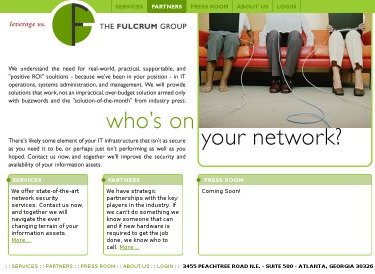 SERVICES PARTNERS PRESS ROOM ABOUT US LOGIN
leverage us.
F
THE FULCRUM GROUP
We understand the need for real-world, practical, supportable, and
"positive ROI" soultions - because we've been in your position - in IT
operations, systems administration, and management. We will provide
solutions that work, not an impractical, over-budget solution armed only
with buzzwords and the "solution-of-the-month" from industry press.
who's on
your network?
There's likely some element of your IT infrastructure that isn't as secure
as you need it to be, or perhaps just isn't performing as well as you
hoped. Contact us now, and together we'll improve the security and
availability of your information assets.
SERVICES
We offer state-of-the-art
network security
services. Contact us now,
and together we will
navigate the ever
changing terrain of your
information assets.
More...
PARTNERS
We have strategic
partnerships with the key
players in the industry. If
we can't do something we
know someone that can
and if new hardware is
required to get the job
done, we know who to
call. More...
PRESS ROOM
Coming Soon!
:: SERVICES :: PARTNERS :: PRESS ROOM :: ABOUT US :: LOGIN :: 3455 PEACHTREE ROAD N.E. - SUITE 500 - ATLANTA, GEORGIA 30326